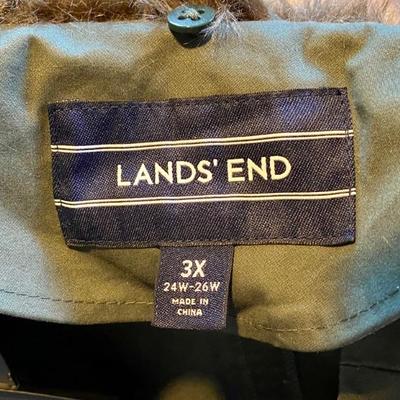 LANDS' END
3X
24W-26W
MADE IN
CHINA